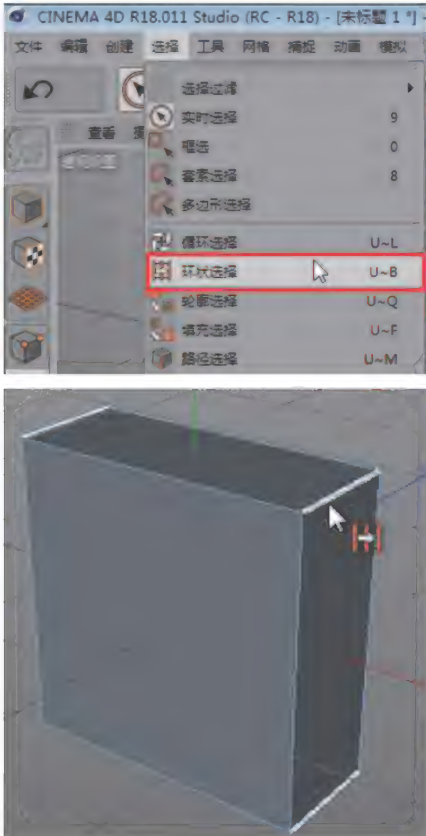 CINEMA 4D R18.011 Studio (RC - R18) - [未标题 1 *] -
文件 编辑 创建 选择 工具 网格 捕捉 动画 模拟
选择过滤
实时选择 9
框选 0
套索选择 8
多边形选择
循环选择 U~L
环状选择 U~B
轮廓选择 U~Q
填充选择 U~F
路径选择 U~M
查看